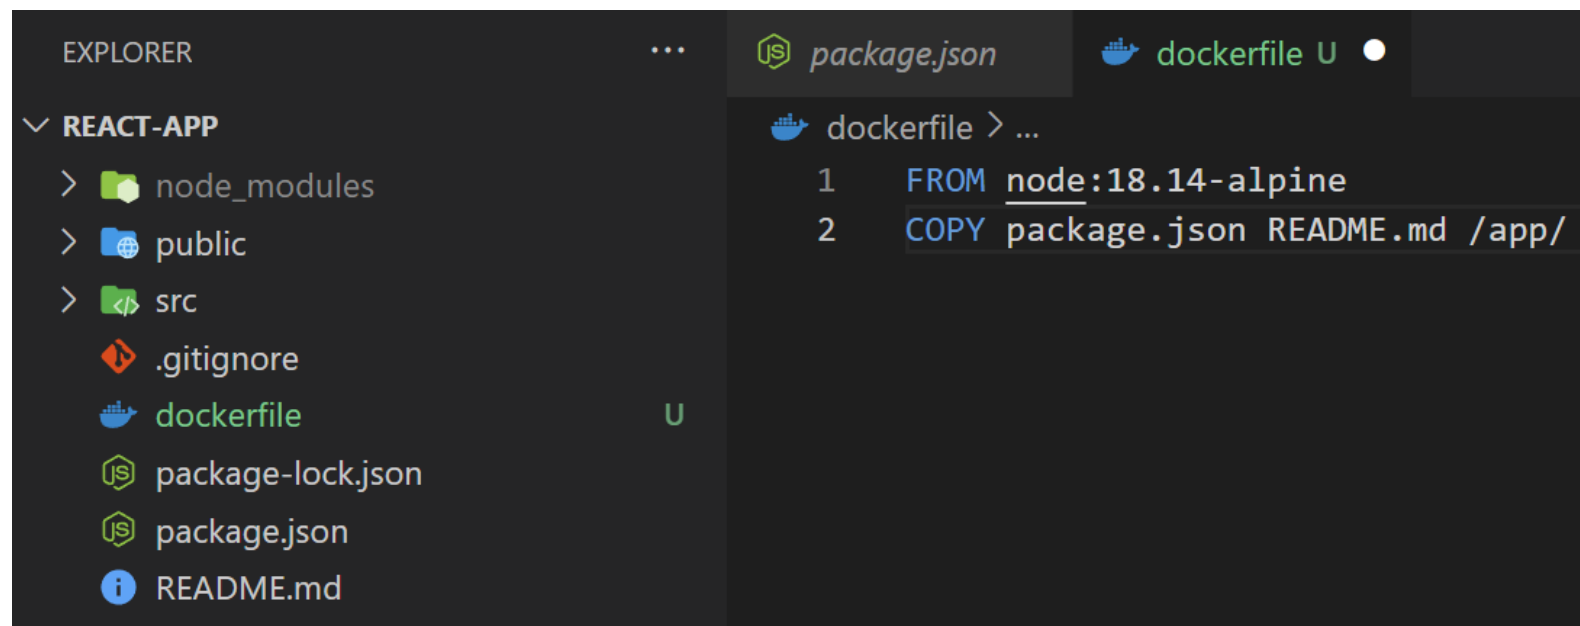 EXPLORER ...
REACT-APP
node_modules
public
src
.gitignore
dockerfile U
package-lock.json
package.json
README.md
package.json dockerfile U
dockerfile > ...
1 FROM node:18.14-alpine
2 COPY package.json README.md /app/